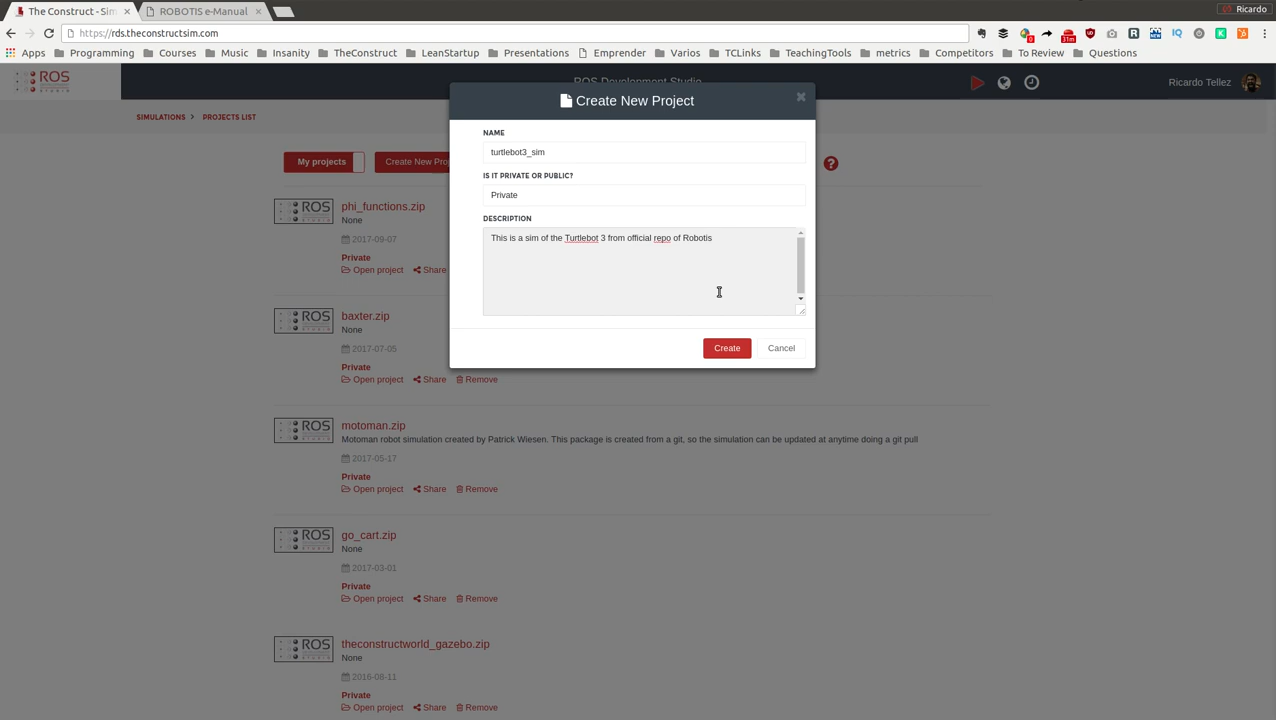 The Construct - Sim
ROBOTIS e-Manual
Ricardo
https://rds.theconstructsim.com
Apps Programming Courses Music Insanity TheConstruct LeanStartup Presentations Emprender Varios TCLinks TeachingTools metrics Competitors To Review Questions
ROS
ROS Development Studio
Ricardo Tellez
SIMULATIONS > PROJECTS LIST
My projects
Create New Proj
Create New Project
NAME
turtlebot3_sim
IS IT PRIVATE OR PUBLIC?
Private
DESCRIPTION
This is a sim of the Turtlebot 3 from official repo of Robotis
Create
Cancel
ROS
phi_functions.zip
None
2017-09-07
Private
Open project Share
ROS
baxter.zip
None
2017-07-05
Private
Open project Share Remove
ROS
motoman.zip
Motoman robot simulation created by Patrick Wiesen. This package is created from a git, so the simulation can be updated at anytime doing a git pull
2017-05-17
Private
Open project Share Remove
ROS
go_cart.zip
None
2017-03-01
Private
Open project Share Remove
ROS
theconstructworld_gazebo.zip
None
2016-08-11
Private
Open project Share Remove